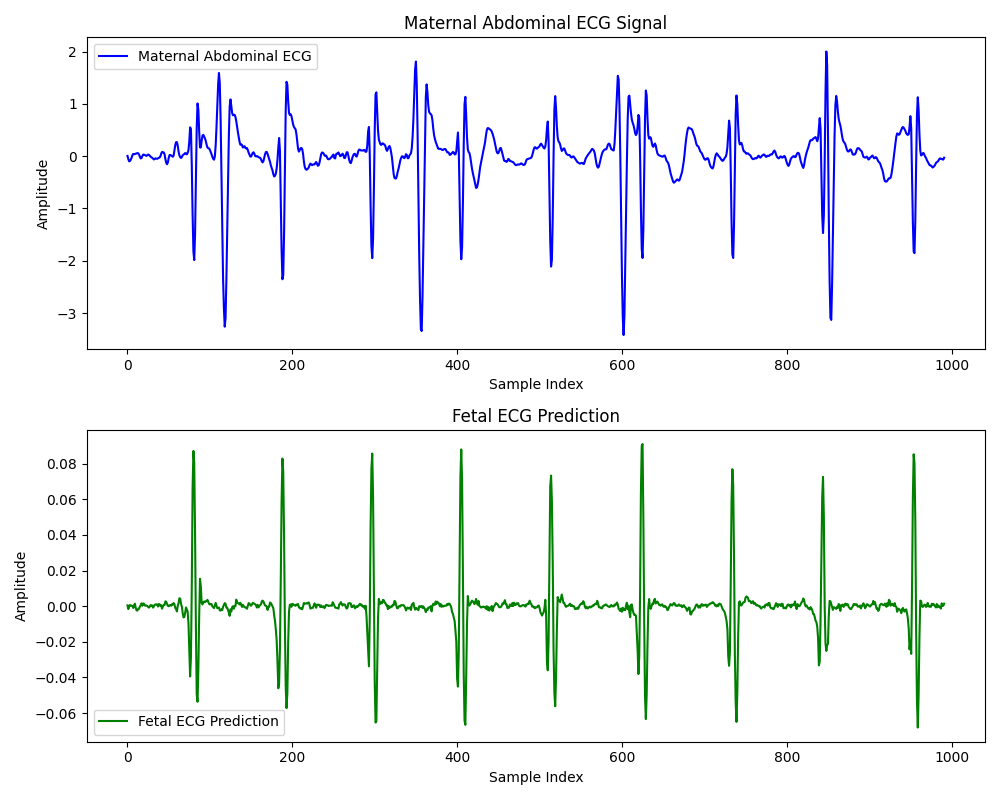 Maternal Abdominal ECG Signal
Maternal Abdominal ECG
2
1
0
−1
−2
−3
Amplitude
0 200 400 600 800 1000
Sample Index
Fetal ECG Prediction
0.08
0.06
0.04
0.02
0.00
−0.02
−0.04
−0.06
Amplitude
Fetal ECG Prediction
0 200 400 600 800 1000
Sample Index